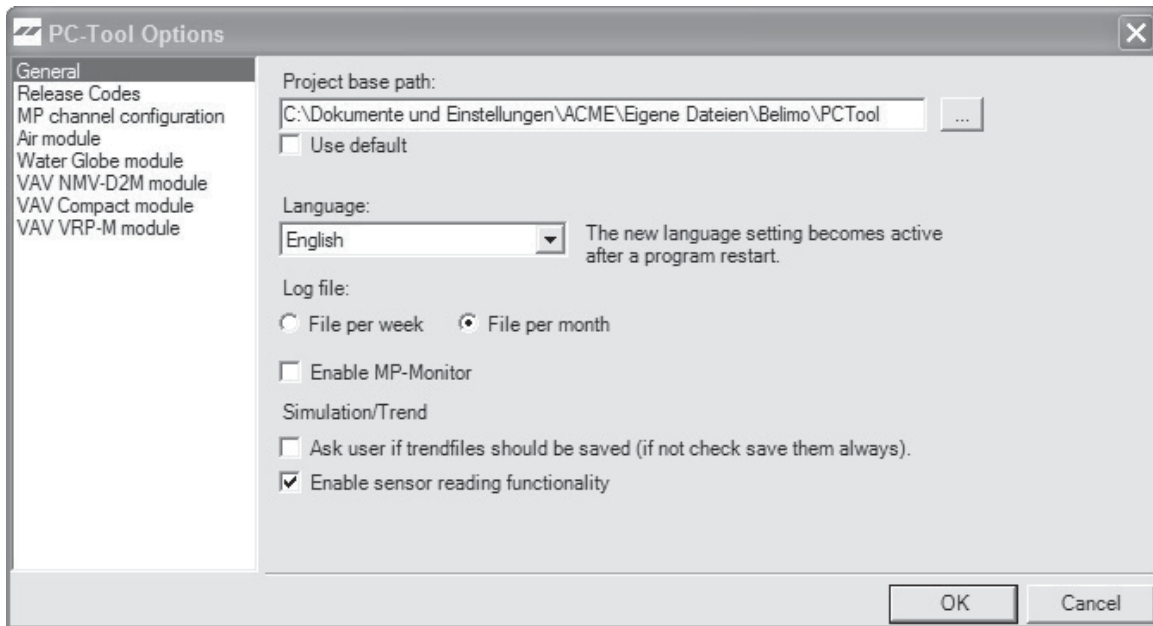 PC-Tool Options
General
Release Codes
MP channel configuration
Air module
Water Globe module
VAV NMV-D2M module
VAV Compact module
VAV VRP-M module
Project base path:
C:\Dokumente und Einstellungen\ACME\Eigene Dateien\Belimo\PCTool
...
Use default
Language:
English
The new language setting becomes active
after a program restart.
Log file:
File per week
File per month
Enable MP-Monitor
Simulation/Trend
Ask user if trendfiles should be saved (if not check save them always).
Enable sensor reading functionality
OK
Cancel